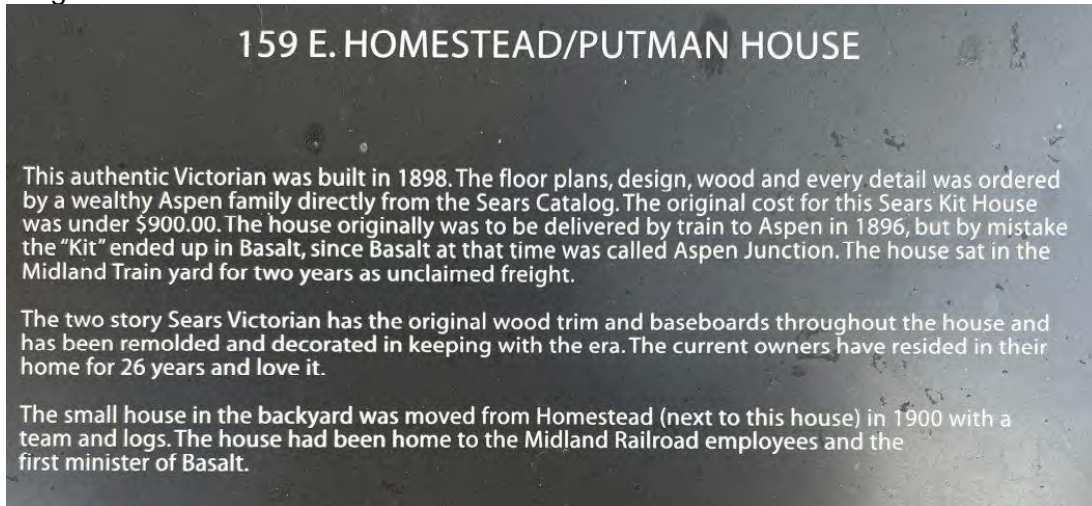 159 E. HOMESTEAD/PUTMAN HOUSE
This authentic Victorian was built in 1898. The floor plans, design, wood and every detail was ordered
by a wealthy Aspen family directly from the Sears Catalog. The original cost for this Sears Kit House
was under $900.00. The house originally was to be delivered by train to Aspen in 1896, but by mistake
the “Kit” ended up in Basalt, since Basalt at that time was called Aspen Junction. The house sat in the
Midland Train yard for two years as unclaimed freight.
The two story Sears Victorian has the original wood trim and baseboards throughout the house and
has been remolded and decorated in keeping with the era. The current owners have resided in their
home for 26 years and love it.
The small house in the backyard was moved from Homestead (next to this house) in 1900 with a
team and logs. The house had been home to the Midland Railroad employees and the
first minister of Basalt.